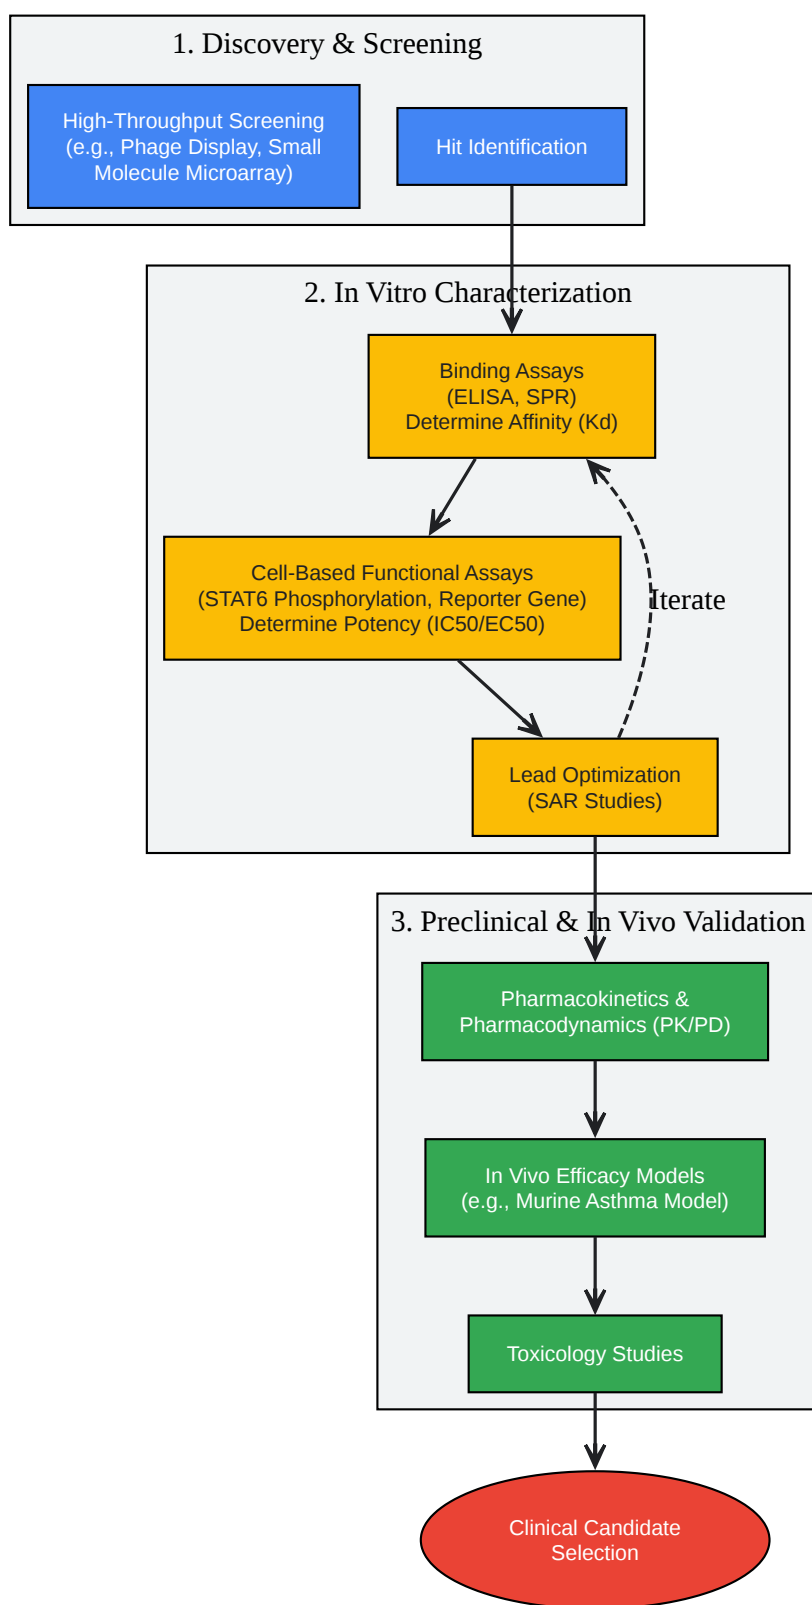 1. Discovery & Screening
High-Throughput Screening
(e.g., Phage Display, Small
Molecule Microarray)
Hit Identification
2. In Vitro Characterization
Binding Assays
(ELISA, SPR)
Determine Affinity (Kd)
Cell-Based Functional Assays
(STAT6 Phosphorylation, Reporter Gene)
Determine Potency (IC50/EC50)
Iterate
Lead Optimization
(SAR Studies)
3. Preclinical & In Vivo Validation
Pharmacokinetics &
Pharmacodynamics (PK/PD)
In Vivo Efficacy Models
(e.g., Murine Asthma Model)
Toxicology Studies
Clinical Candidate
Selection